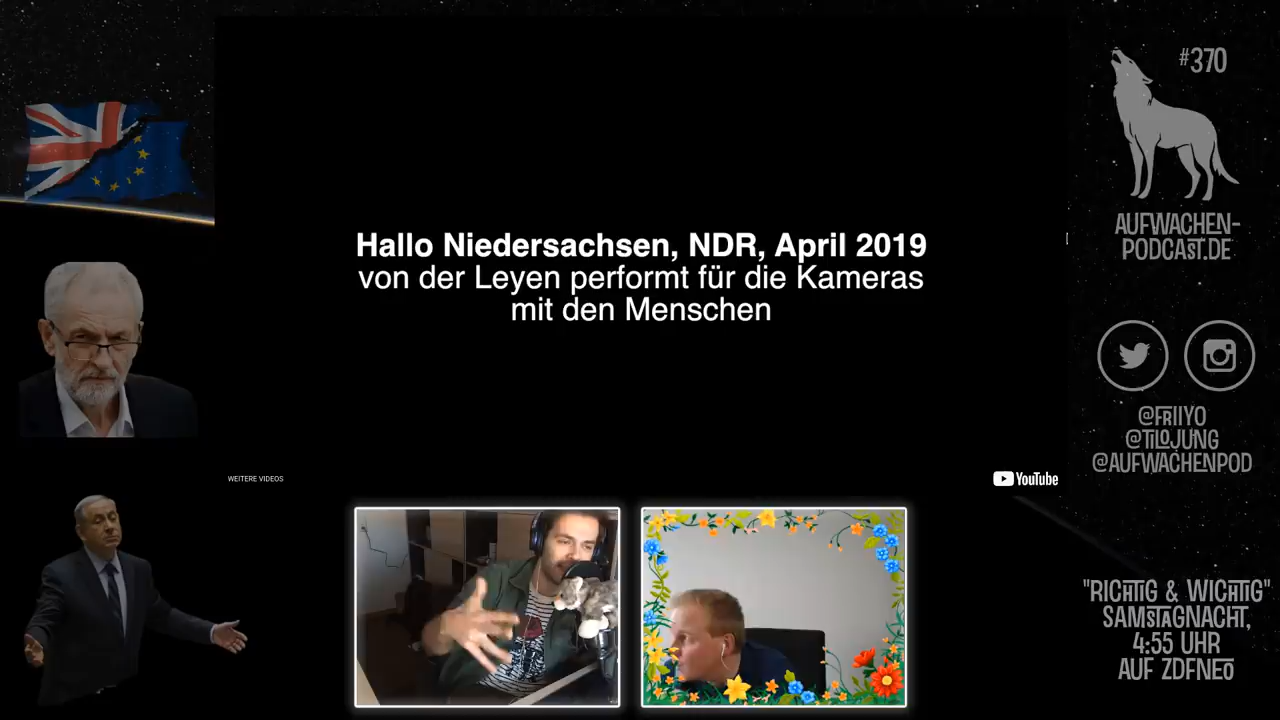 #370
AUFWACHEN-
PODCAST.DE
Hallo Niedersachsen, NDR, April 2019
von der Leyen performt für die Kameras
mit den Menschen
@FRIIYO
@TILOJUNG
@AUFWACHENPOD
WEITERE VIDEOS
YouTube
"RICHTIG & WICHTIG"
SAMSTAGNACHT,
4:55 UHR
AUF ZDFNEO